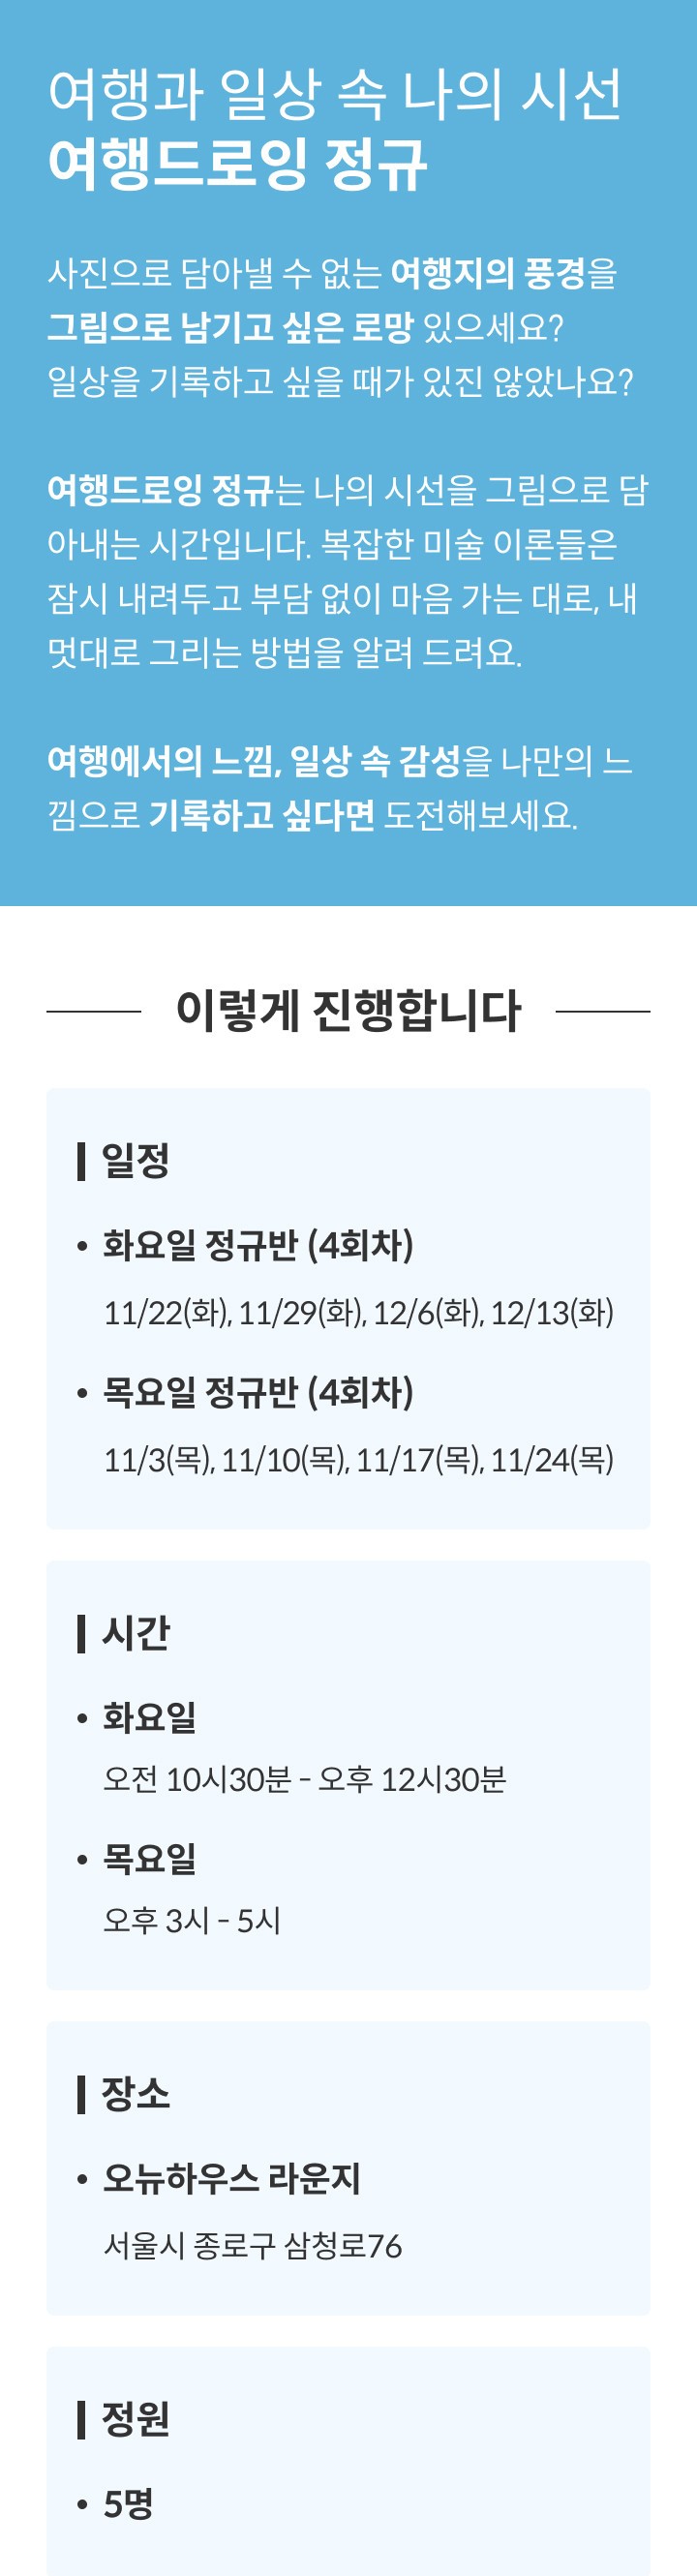 여행과 일상 속 나의 시선
여행드로잉 정규
사진으로 담아낼 수 없는 여행지의 풍경을
그림으로 남기고 싶은 로망 있으세요?
일상을 기록하고 싶을 때가 있진 않았나요?
여행드로잉 정규는 나의 시선을 그림으로 담
아내는 시간입니다. 복잡한 미술 이론들은
잠시 내려두고 부담 없이 마음 가는 대로, 내
멋대로 그리는 방법을 알려 드려요.
여행에서의 느낌, 일상 속 감성을 나만의 느
낌으로 기록하고 싶다면 도전해보세요.
이렇게 진행합니다
일정
• 화요일 정규반 (4회차)
11/22(화), 11/29(화), 12/6(화), 12/13(화)
• 목요일 정규반 (4회차)
11/3(목), 11/10(목), 11/17(목), 11/24(목)
시간
• 화요일
오전 10시30분 - 오후 12시30분
• 목요일
오후 3시 - 5시
장소
• 오뉴하우스 라운지
서울시 종로구 삼청로76
정원
• 5명